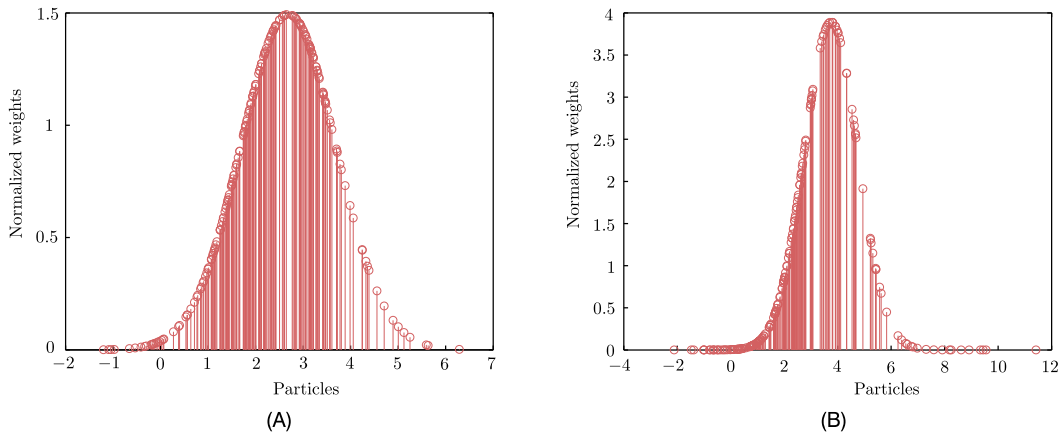 1.5
1
0.5
0
−2 −1 0 1 2 3 4 5 6 7
Normalized weights
Particles
(A)
4
3.5
3
2.5
2
1.5
1
0.5
0
−4 −2 0 2 4 6 8 10 12
Normalized weights
Particles
(B)